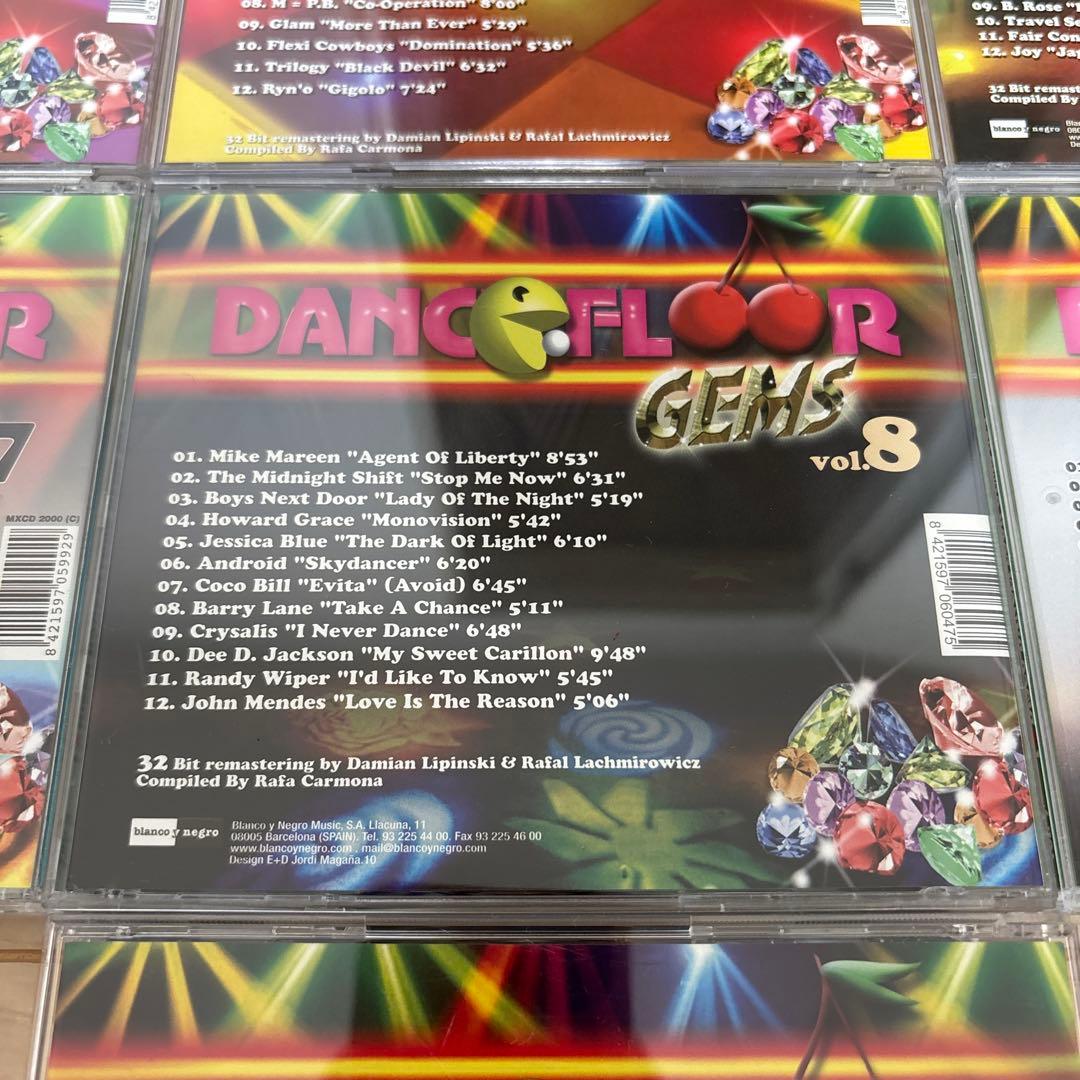 08. M = P.B. "Co-Operation" 8'00"
09. Glam "More Than Ever" 5'29"
10. Flexi Cowboys "Domination" 5'36"
11. Trilogy "Black Devil" 6'32"
12. Ryn'o "Gigolo" 7'24"
32 Bit remastering by Damian Lipinski & Rafal Lachmirowicz
Compiled By Rafa Carmona
09. B. Rose
10. Travel
11. Fair
12. Joy
32 Bit
Compiled By
blanco y negro
R
MXCD 2000 (C)
8 421597 059929
DANCEFLOOR
GEMS
vol.8
01. Mike Mareen "Agent Of Liberty" 8'53"
02. The Midnight Shift "Stop Me Now" 6'31"
03. Boys Next Door "Lady Of The Night" 5'19"
04. Howard Grace "Monovision" 5'42"
05. Jessica Blue "The Dark Of Light" 6'10"
06. Android "Skydancer" 6'20"
07. Coco Bill "Evita" (Avoid) 6'45"
08. Barry Lane "Take A Chance" 5'11"
09. Crysalis "I Never Dance" 6'48"
10. Dee D. Jackson "My Sweet Carillon" 9'48"
11. Randy Wiper "I'd Like To Know" 5'45"
12. John Mendes "Love Is The Reason" 5'06"
8 421597 060475
32 Bit remastering by Damian Lipinski & Rafal Lachmirowicz
Compiled By Rafa Carmona
blanco y negro
Blanco y Negro Music, S.A. Llacuna, 11
08005 Barcelona (SPAIN). Tel. 93 225 44 00. Fax 93 225 46 00
www.blancoynegro.com . mail@blancoynegro.com
Design E+D Jordi Magaña.10